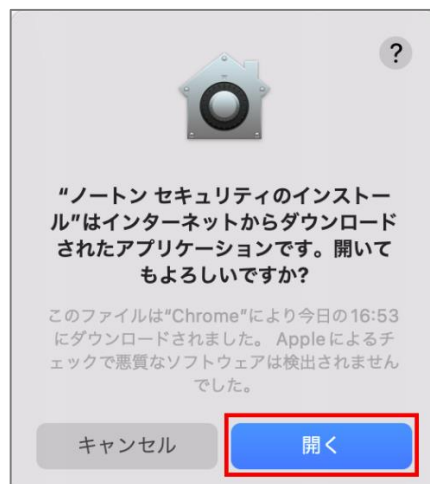 ?
“ノートン セキュリティのインストー
ル”はインターネットからダウンロード
されたアプリケーションです。開いて
もよろしいですか?
このファイルは“Chrome”により今日の16:53
にダウンロードされました。 Appleによるチ
ェックで悪質なソフトウェアは検出されません
でした。
キャンセル
開く